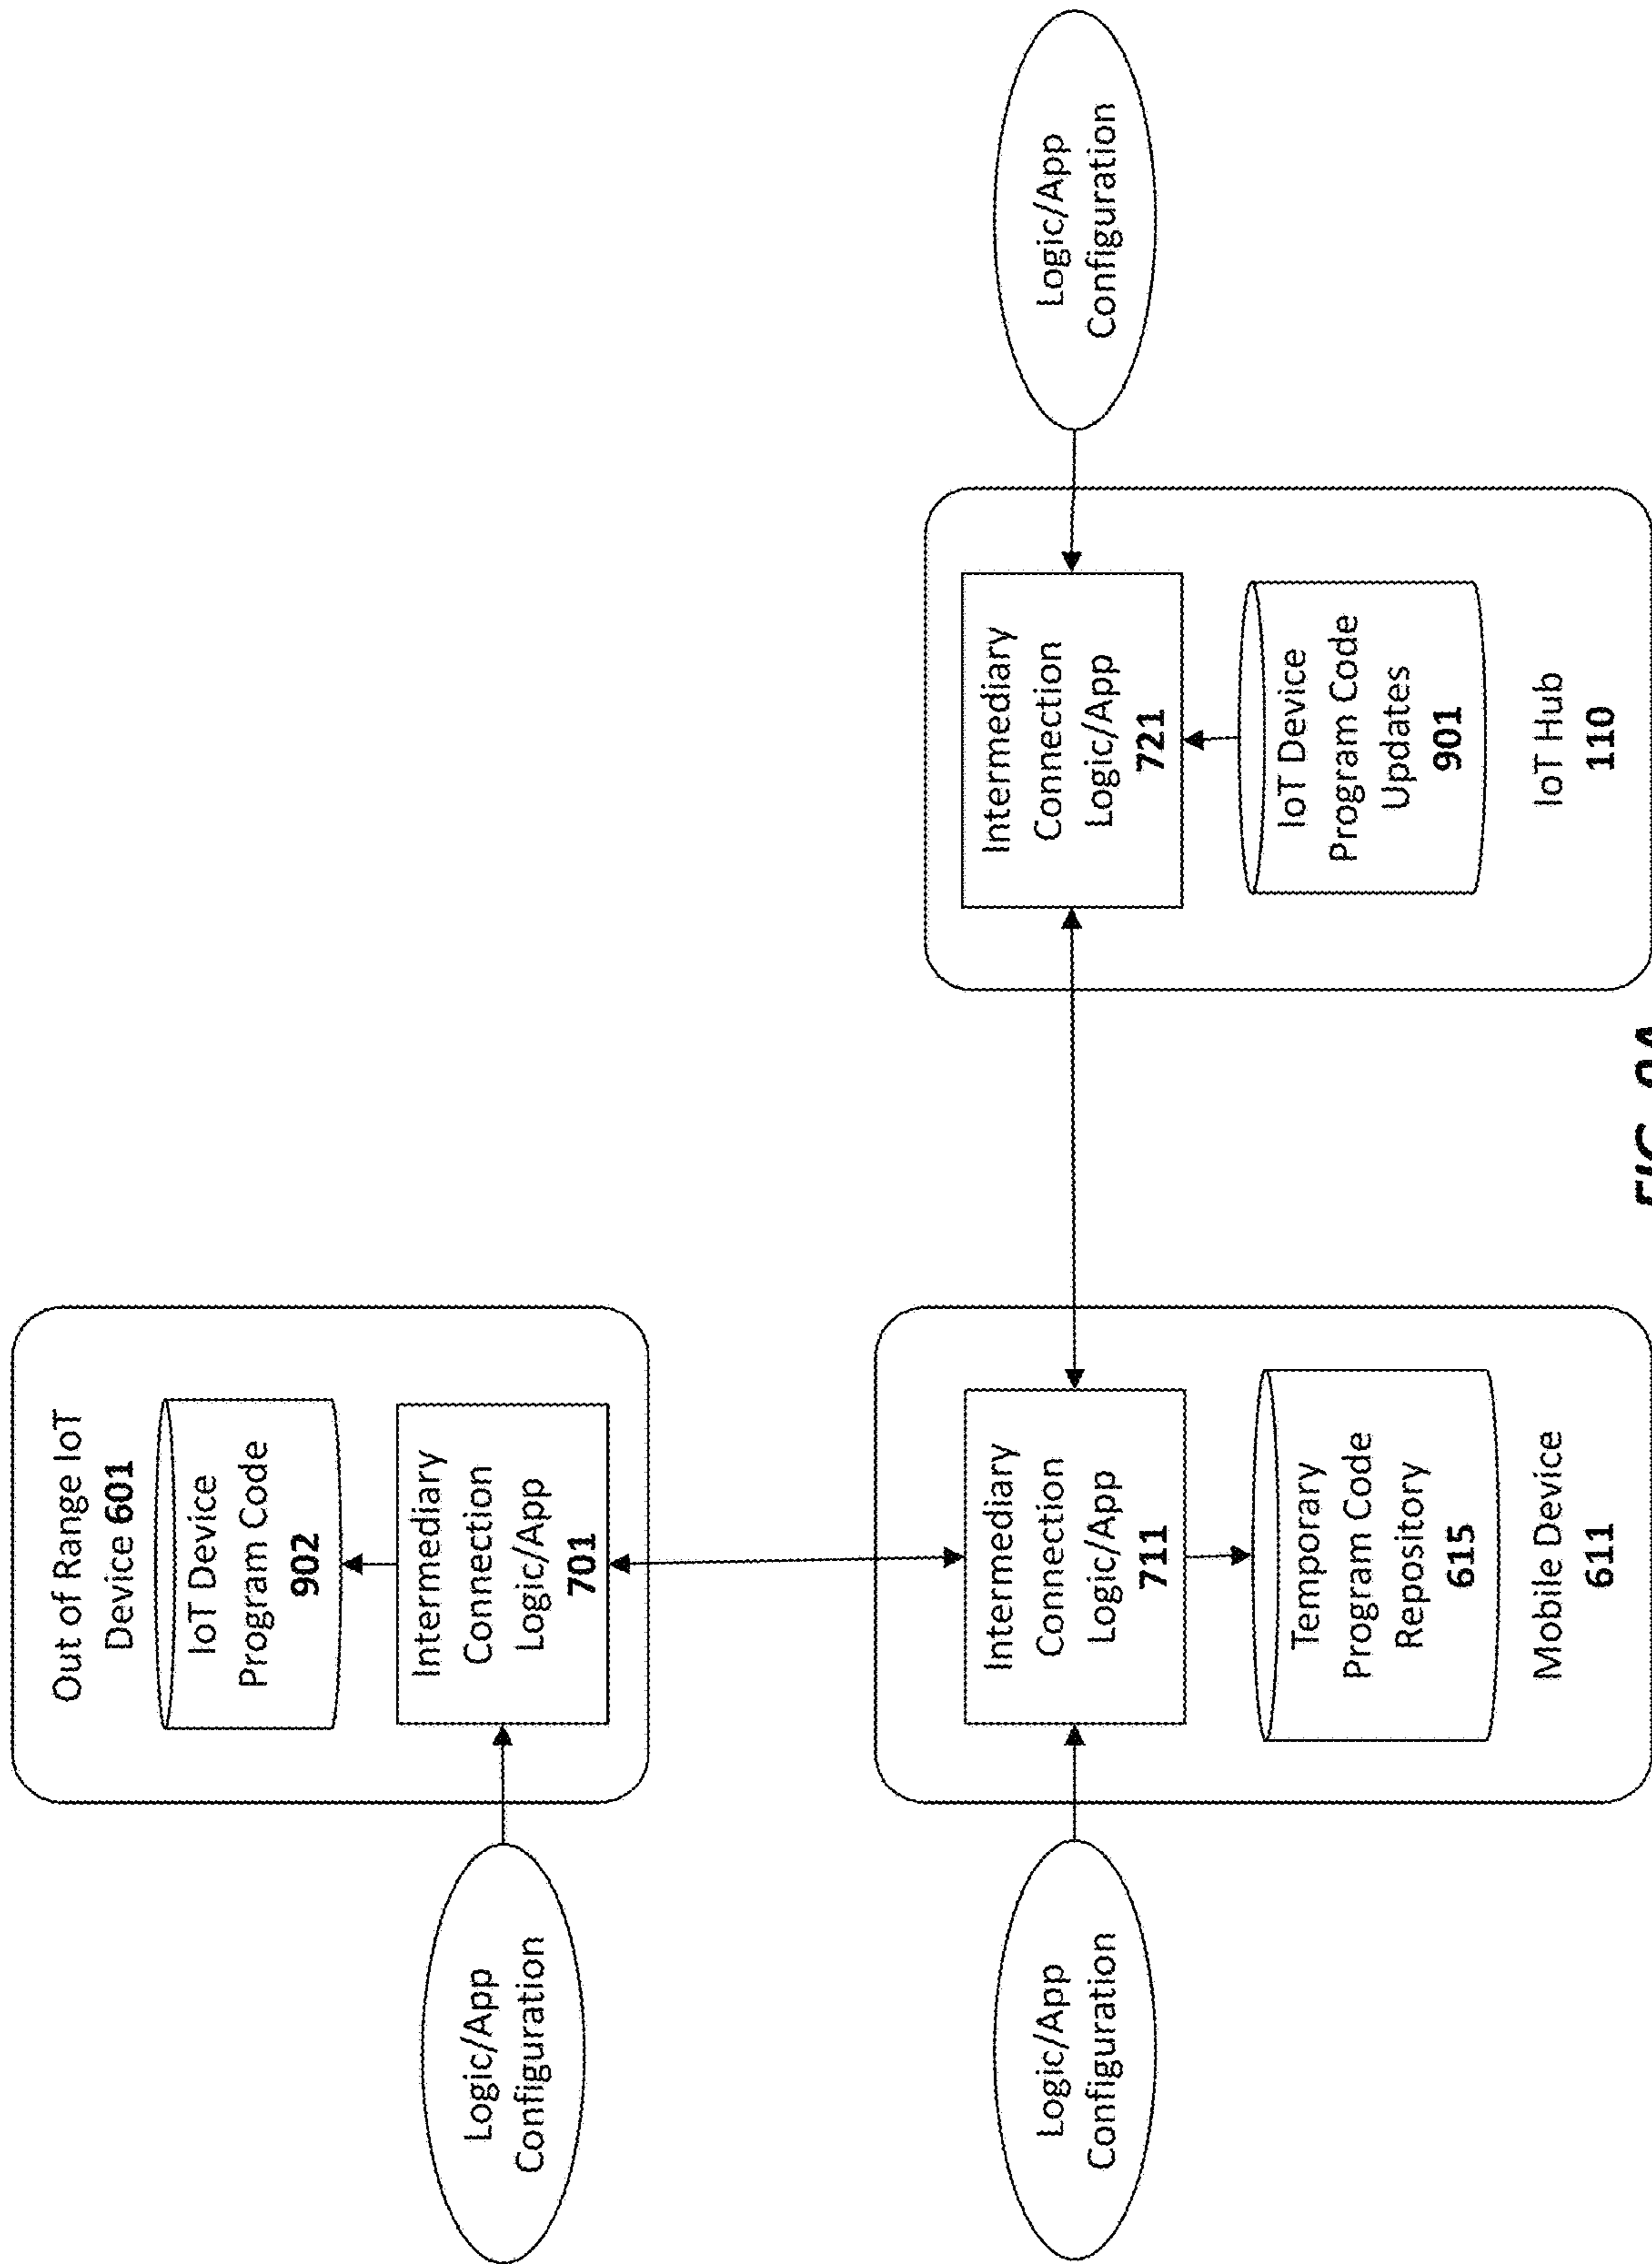 Out of Range IoT
Device 601
IoT Device
Program Code
902
Intermediary
Connection
Logic/App
701
Logic/App
Configuration
Logic/App
Configuration
Intermediary
Connection
Logic/App
711
Temporary
Program Code
Repository
615
Mobile Device
611
Intermediary
Connection
Logic/App
721
IoT Device
Program Code
Updates
901
IoT Hub
110
Logic/App
Configuration
FIG. 9A